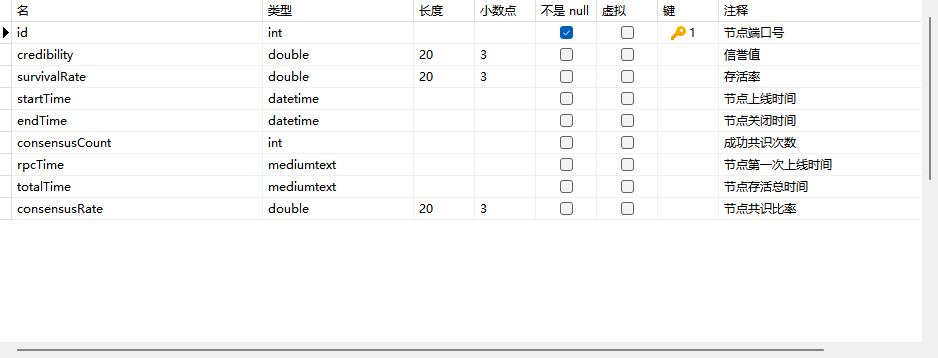 名 类型 长度 小数点 不是 null 虚拟 键 注释
id int 1 节点端口号
credibility double 20 3 信誉值
survivalRate double 20 3 存活率
startTime datetime 节点上线时间
endTime datetime 节点关闭时间
consensusCount int 成功共识次数
rpcTime mediumtext 节点第一次上线时间
totalTime mediumtext 节点存活总时间
consensusRate double 20 3 节点共识比率